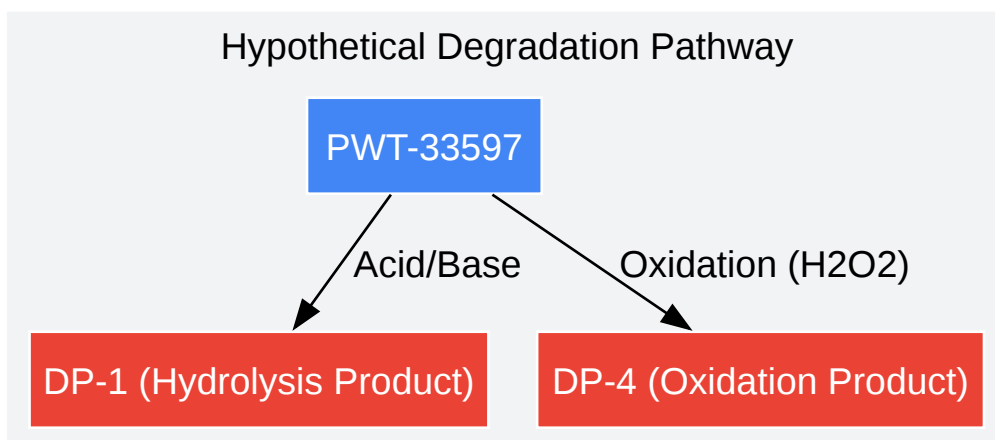 Hypothetical Degradation Pathway
PWT-33597
Acid/Base
Oxidation (H2O2)
DP-1 (Hydrolysis Product)
DP-4 (Oxidation Product)